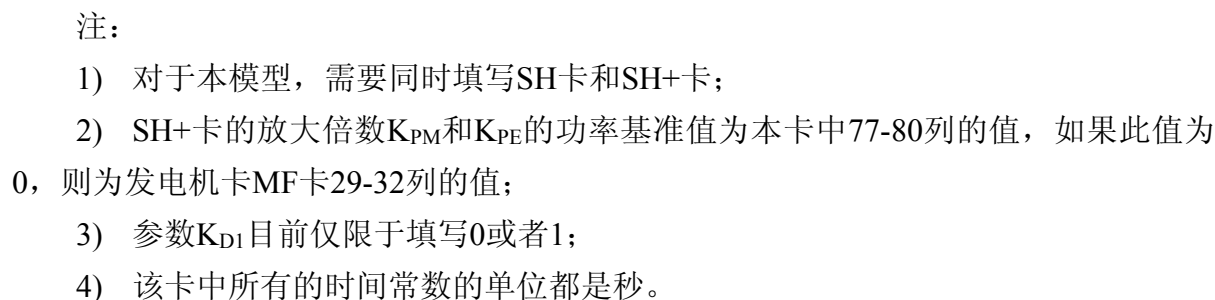 注：
1) 对于本模型，需要同时填写SH卡和SH+卡；
2) SH+卡的放大倍数KPM和KPE的功率基准值为本卡中77-80列的值，如果此值为
0，则为发电机卡MF卡29-32列的值；
3) 参数KD1目前仅限于填写0或者1；
4) 该卡中所有的时间常数的单位都是秒。